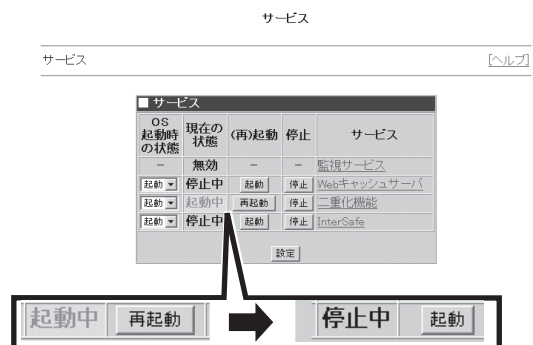 サービス
サービス [ヘルプ]
■ サービス
OS起動時の状態 現在の状態 (再)起動 停止 サービス
− 無効 − − 監視サービス
起動 停止中 起動 停止 Webキャッシュサーバ
起動 起動中 再起動 停止 二重化機能
起動 停止中 起動 停止 InterSafe
設定
起動中 再起動 停止中 起動